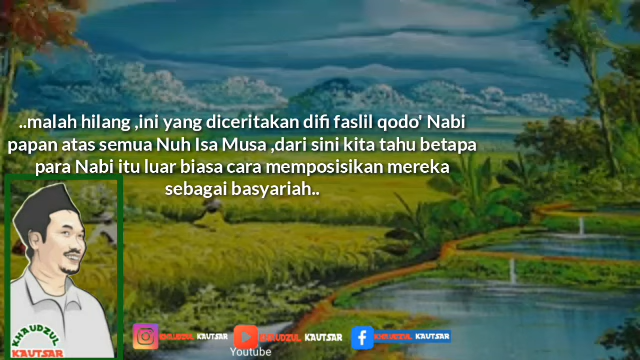 ..malah hilang ,ini yang diceritakan difi faslil qodo' Nabi
papan atas semua Nuh Isa Musa ,dari sini kita tahu betapa
para Nabi itu luar biasa cara memposisikan mereka
sebagai basyariah..
KHAUDZUL
KAUTSAR
KHAUDZUL KAUTSAR
KHAUDZUL KAUTSAR
KHAUDZUL KAUTSAR
Youtube